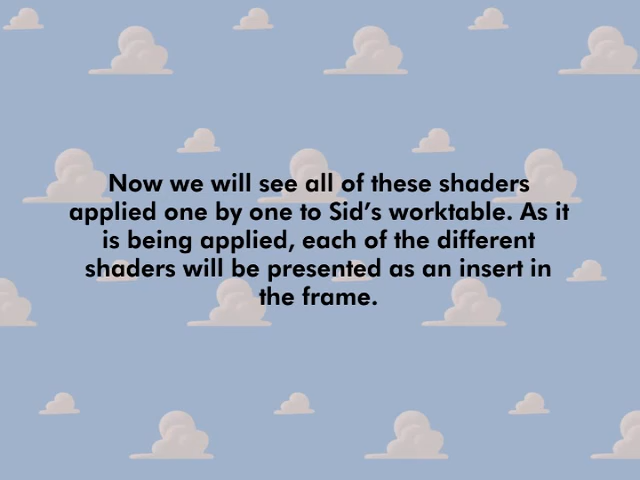 Now we will see all of these shaders
applied one by one to Sid's worktable. As it
is being applied, each of the different
shaders will be presented as an insert in
the frame.